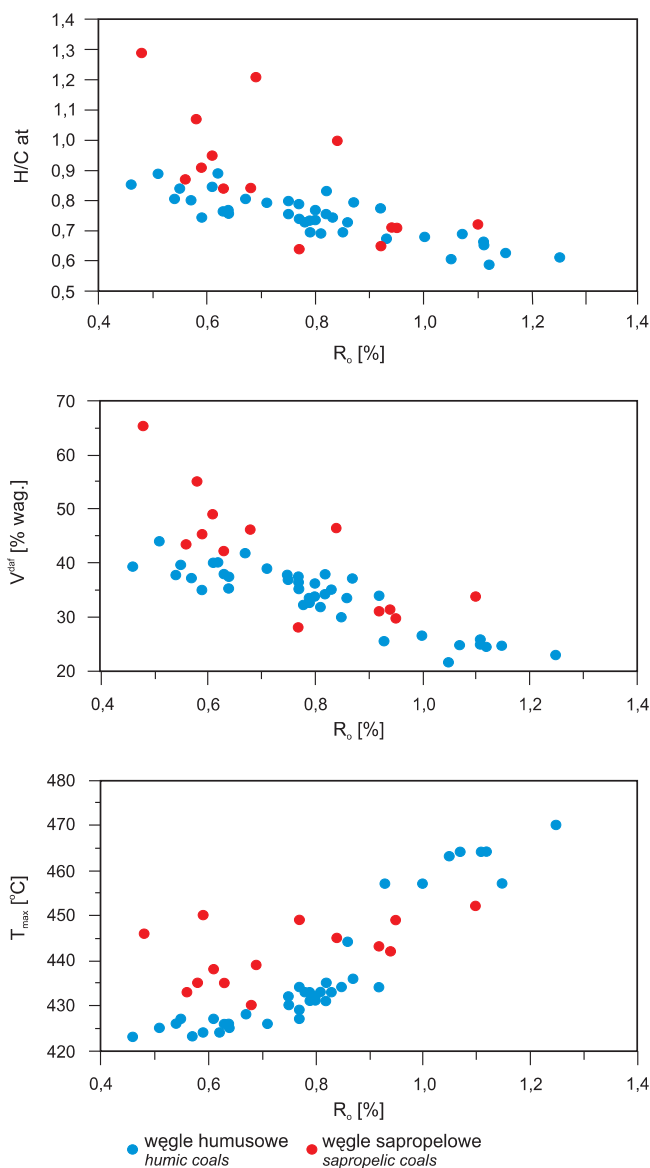 1,4
1,3
1,2
1,1
1,0
0,9
0,8
0,7
0,6
0,5
H/C at
0,4 0,6 0,8 1,0 1,2 1,4
Rₒ [%]
70
60
50
40
30
20
Vᵈᵃᶠ [% wag.]
0,4 0,6 0,8 1,0 1,2 1,4
Rₒ [%]
480
470
460
450
440
430
420
Tₘₐₓ [°C]
0,4 0,6 0,8 1,0 1,2 1,4
Rₒ [%]
węgle humusowe węgle sapropelowe
humic coals sapropelic coals